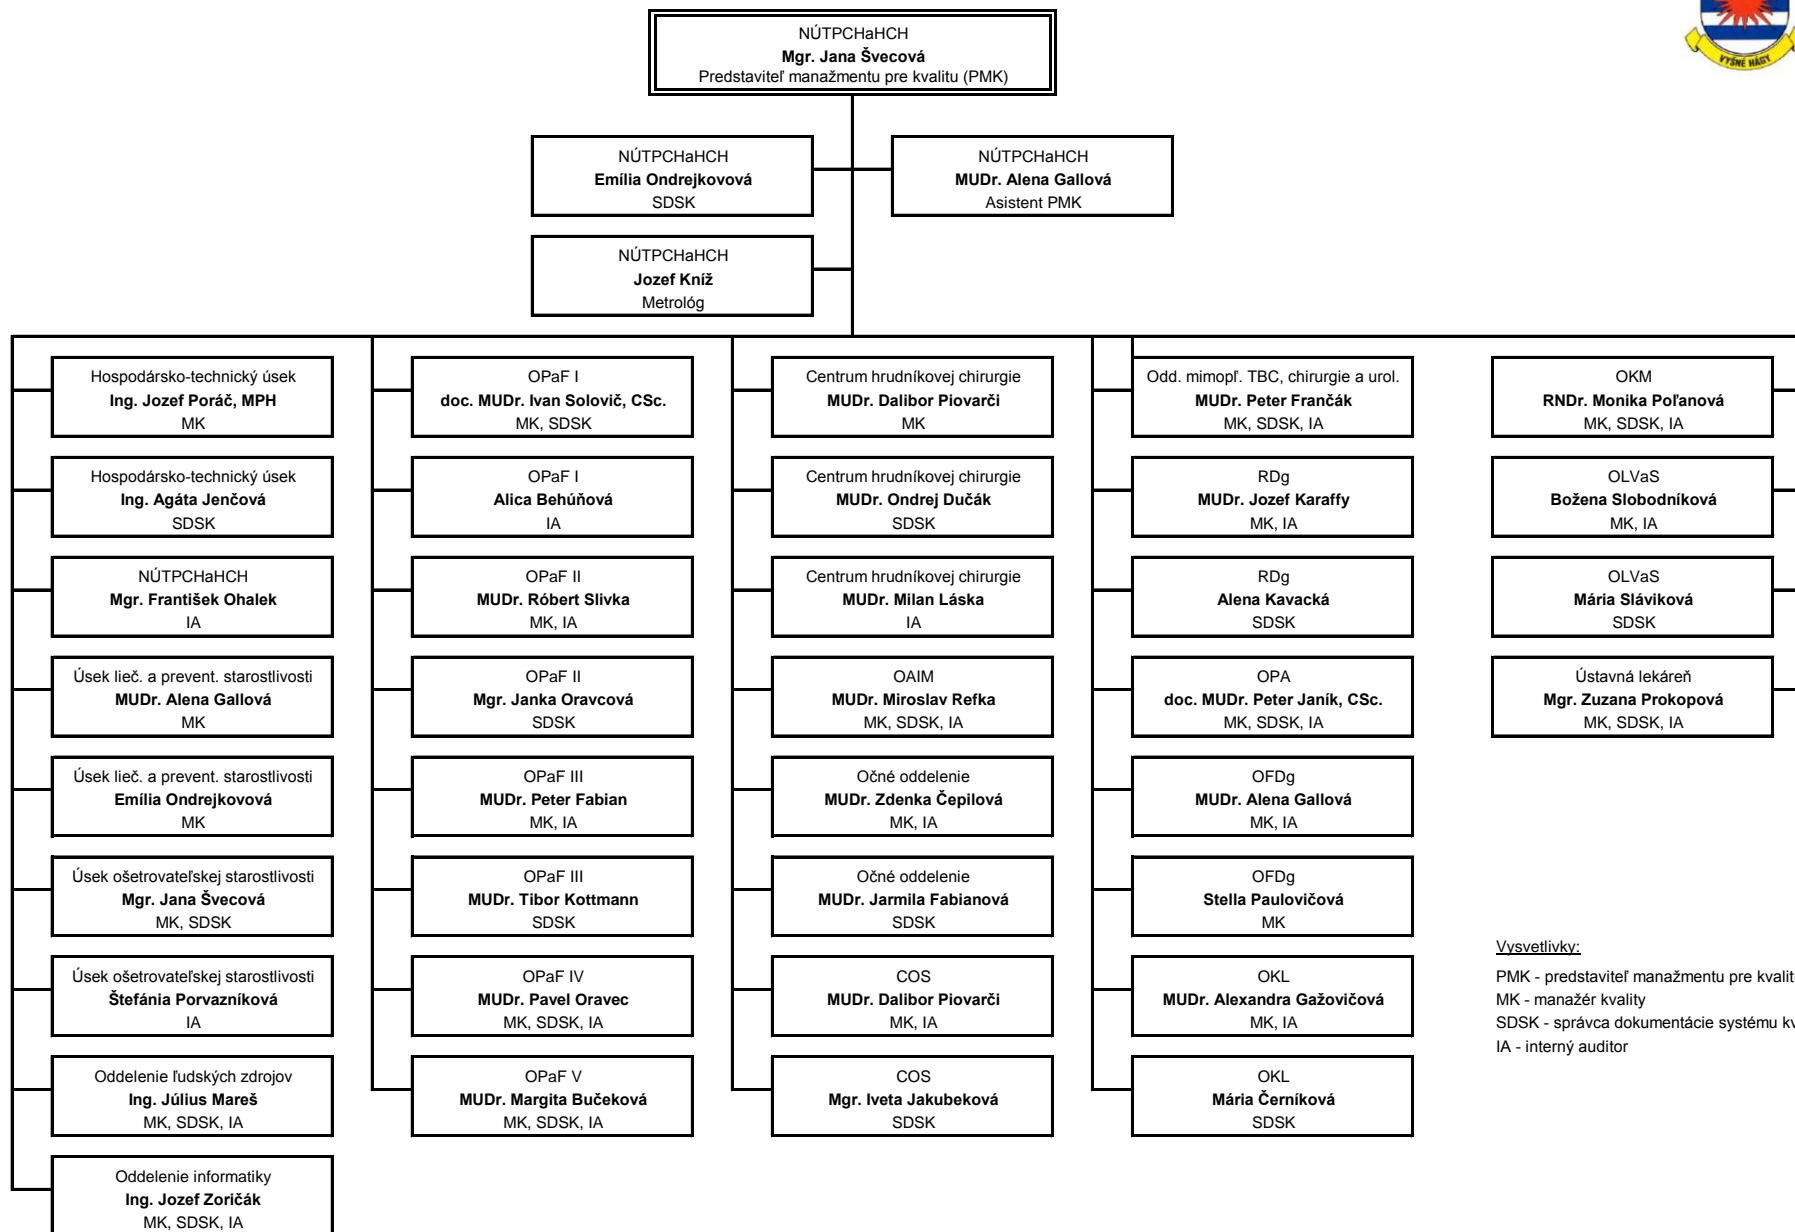 VYŠNÉ HÁGY
NÚTPCHaHCH
Mgr. Jana Švecová
Predstaviteľ manažmentu pre kvalitu (PMK)
NÚTPCHaHCH
Emília Ondrejkovová
SDSK
NÚTPCHaHCH
MUDr. Alena Gallová
Asistent PMK
NÚTPCHaHCH
Jozef Kníž
Metrológ
Hospodársko-technický úsek
Ing. Jozef Poráč, MPH
MK
Hospodársko-technický úsek
Ing. Agáta Jenčová
SDSK
NÚTPCHaHCH
Mgr. František Ohalek
IA
Úsek lieč. a prevent. starostlivosti
MUDr. Alena Gallová
MK
Úsek lieč. a prevent. starostlivosti
Emília Ondrejkovová
MK
Úsek ošetrovateľskej starostlivosti
Mgr. Jana Švecová
MK, SDSK
Úsek ošetrovateľskej starostlivosti
Štefánia Porvazníková
IA
Oddelenie ľudských zdrojov
Ing. Július Mareš
MK, SDSK, IA
Oddelenie informatiky
Ing. Jozef Zoričák
MK, SDSK, IA
OPaF I
doc. MUDr. Ivan Solovič, CSc.
MK, SDSK
OPaF I
Alica Behúňová
IA
OPaF II
MUDr. Róbert Slivka
MK, IA
OPaF II
Mgr. Janka Oravcová
SDSK
OPaF III
MUDr. Peter Fabian
MK, IA
OPaF III
MUDr. Tibor Kottmann
SDSK
OPaF IV
MUDr. Pavel Oravec
MK, SDSK, IA
OPaF V
MUDr. Margita Bučeková
MK, SDSK, IA
Centrum hrudníkovej chirurgie
MUDr. Dalibor Piovarči
MK
Centrum hrudníkovej chirurgie
MUDr. Ondrej Dučák
SDSK
Centrum hrudníkovej chirurgie
MUDr. Milan Láska
IA
OAIM
MUDr. Miroslav Refka
MK, SDSK, IA
Očné oddelenie
MUDr. Zdenka Čepilová
MK, IA
Očné oddelenie
MUDr. Jarmila Fabianová
SDSK
COS
MUDr. Dalibor Piovarči
MK, IA
COS
Mgr. Iveta Jakubeková
SDSK
Odd. mimopľ. TBC, chirurgie a urol.
MUDr. Peter Frančák
MK, SDSK, IA
RDg
MUDr. Jozef Karaffy
MK, IA
RDg
Alena Kavacká
SDSK
OPA
doc. MUDr. Peter Janík, CSc.
MK, SDSK, IA
OFDg
MUDr. Alena Gallová
MK, IA
OFDg
Stella Paulovičová
MK
OKL
MUDr. Alexandra Gažovičová
MK, IA
OKL
Mária Černíková
SDSK
OKM
RNDr. Monika Poľanová
MK, SDSK, IA
OLVaS
Božena Slobodníková
MK, IA
OLVaS
Mária Sláviková
SDSK
Ústavná lekáreň
Mgr. Zuzana Prokopová
MK, SDSK, IA
Vysvetlivky:
PMK - predstaviteľ manažmentu pre
MK - manažér kvality
SDSK - správca dokumentácie systému
IA - interný auditor